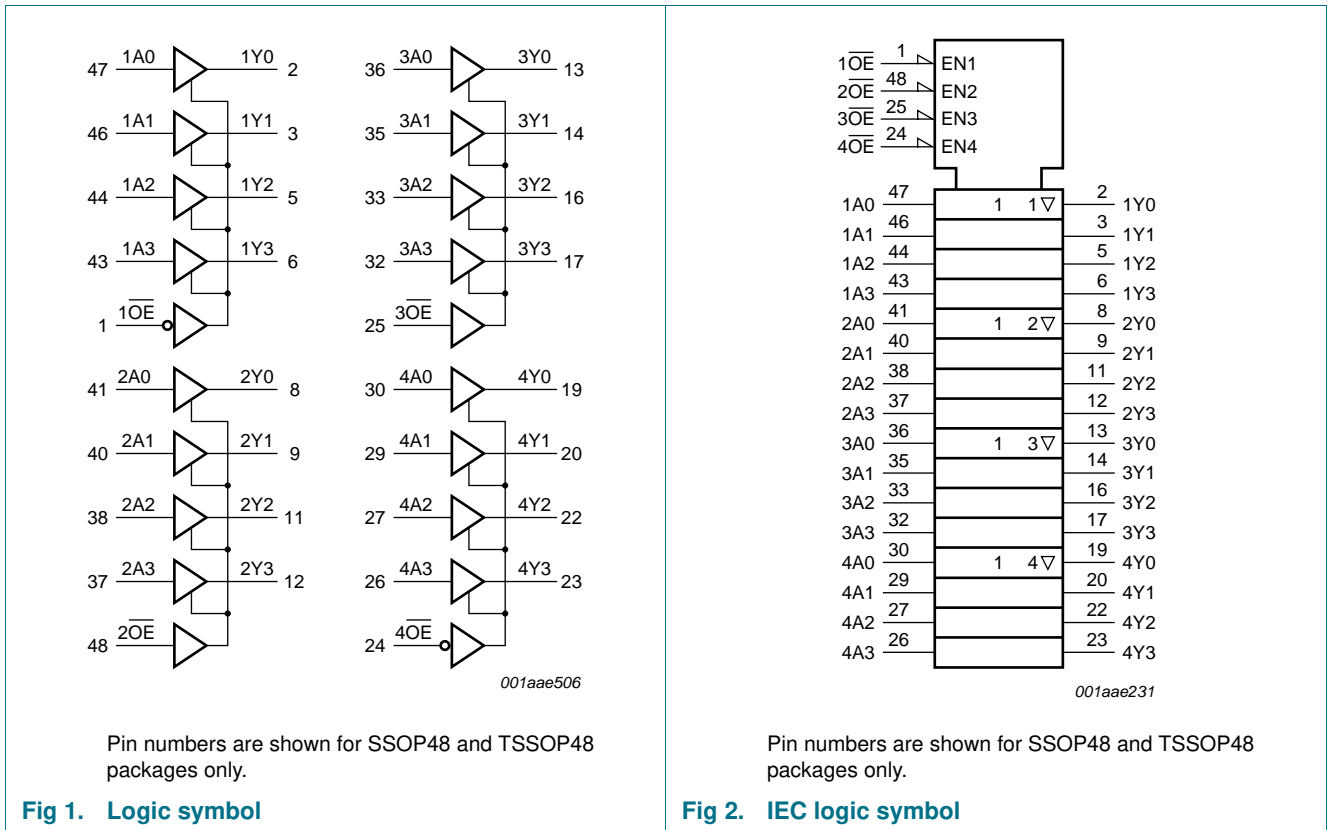 47 1A0 1Y0 2
46 1A1 1Y1 3
44 1A2 1Y2 5
43 1A3 1Y3 6
1 1O̅E̅
41 2A0 2Y0 8
40 2A1 2Y1 9
38 2A2 2Y2 11
37 2A3 2Y3 12
48 2O̅E̅
36 3A0 3Y0 13
35 3A1 3Y1 14
33 3A2 3Y2 16
32 3A3 3Y3 17
25 3O̅E̅
30 4A0 4Y0 19
29 4A1 4Y1 20
27 4A2 4Y2 22
26 4A3 4Y3 23
24 4O̅E̅
001aae506
Pin numbers are shown for SSOP48 and TSSOP48
packages only.
Fig 1. Logic symbol
1O̅E̅ 1 EN1
2O̅E̅ 48 EN2
3O̅E̅ 25 EN3
4O̅E̅ 24 EN4
1A0 47 1 1▽ 2 1Y0
1A1 46 3 1Y1
1A2 44 5 1Y2
1A3 43 6 1Y3
2A0 41 1 2▽ 8 2Y0
2A1 40 9 2Y1
2A2 38 11 2Y2
2A3 37 12 2Y3
3A0 36 1 3▽ 13 3Y0
3A1 35 14 3Y1
3A2 33 16 3Y2
3A3 32 17 3Y3
4A0 30 1 4▽ 19 4Y0
4A1 29 20 4Y1
4A2 27 22 4Y2
4A3 26 23 4Y3
001aae231
Pin numbers are shown for SSOP48 and TSSOP48
packages only.
Fig 2. IEC logic symbol